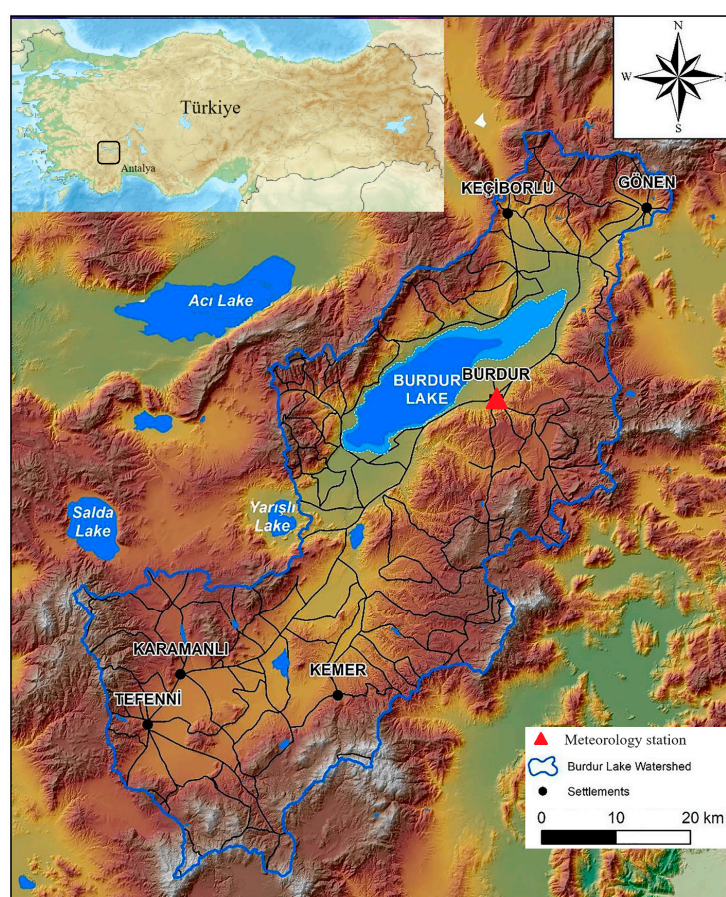 Türkiye
Antalya
N
W
S
KEÇİBORLU
GÖNEN
Acı Lake
BURDUR
BURDUR
LAKE
Salda
Lake
Yarışlı
Lake
KARAMANLI
KEMER
TEFENNİ
Meteorology station
Burdur Lake Watershed
Settlements
0 10 20 km